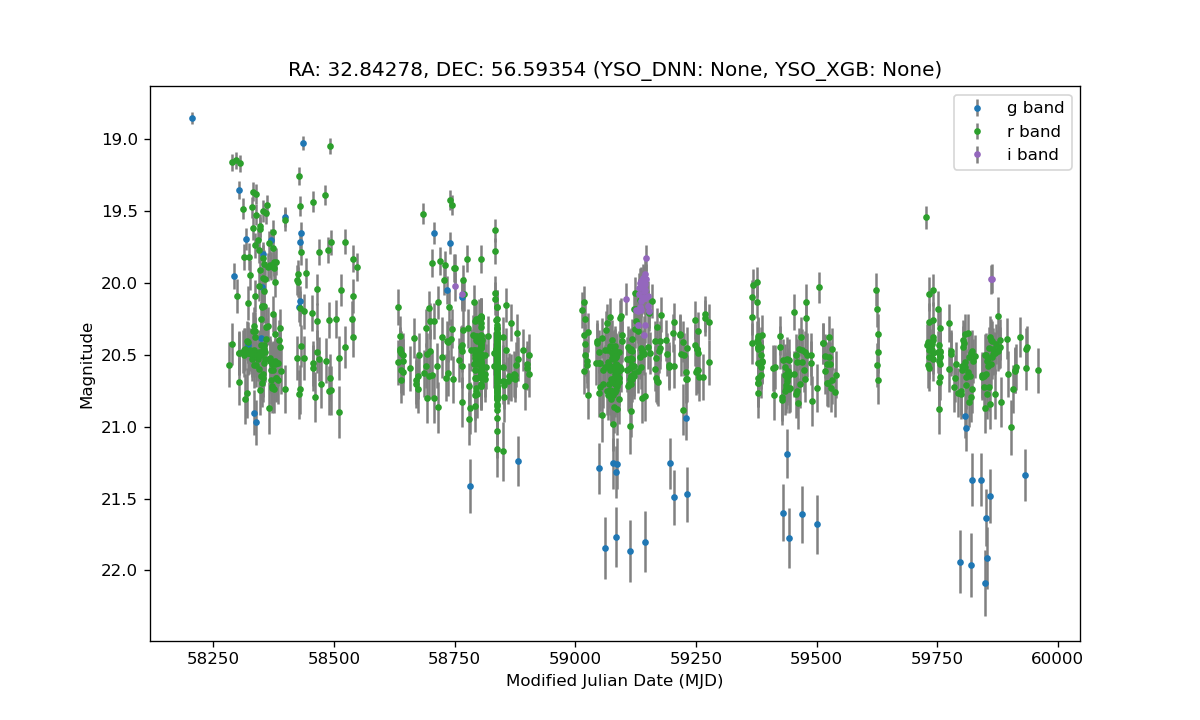 RA: 32.84278, DEC: 56.59354 (YSO_DNN: None, YSO_XGB: None)
g band
r band
i band
19.0
19.5
20.0
20.5
21.0
21.5
22.0
Magnitude
58250 58500 58750 59000 59250 59500 59750 60000
Modified Julian Date (MJD)